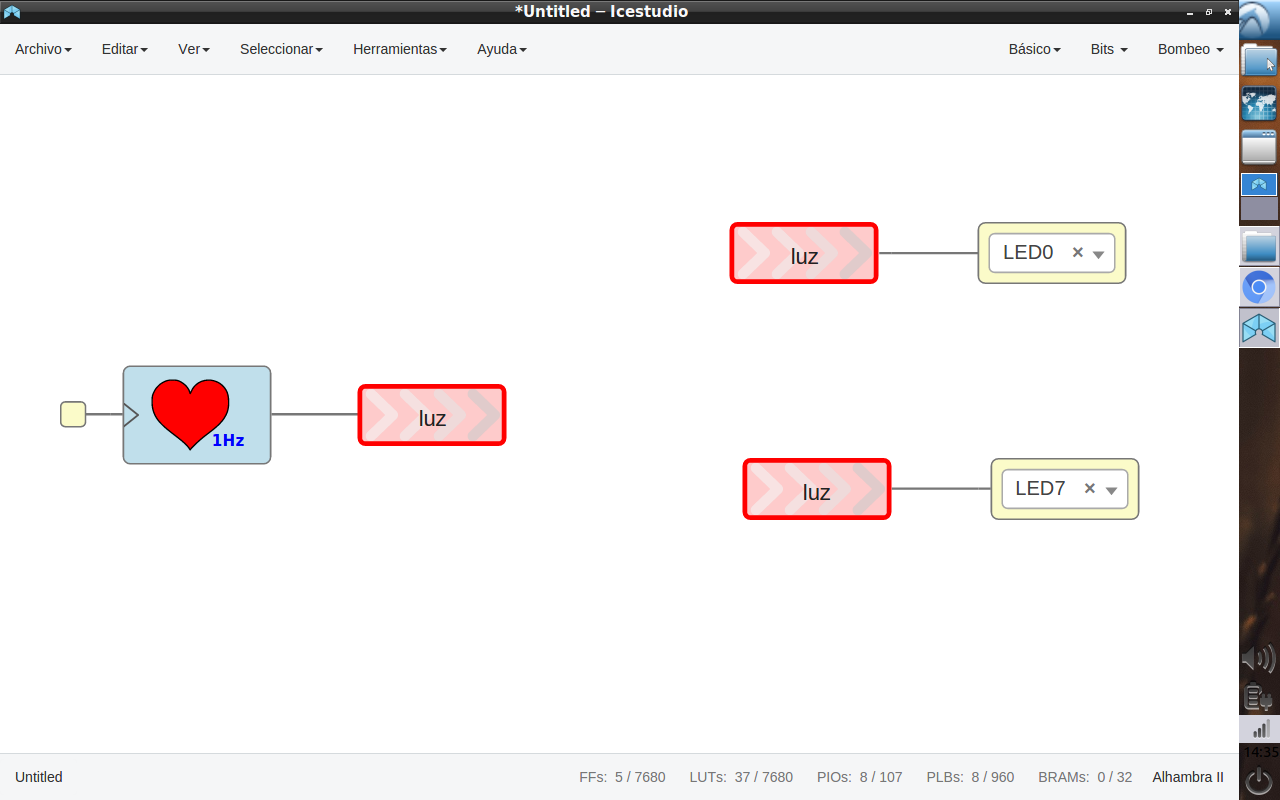 *Untitled – Icestudio
Archivo Editar Ver Seleccionar Herramientas Ayuda Básico Bits Bombeo
luz LED0 ×
1Hz
luz
luz LED7 ×
Untitled FFs: 5 / 7680 LUTs: 37 / 7680 PIOs: 8 / 107 PLBs: 8 / 960 BRAMs: 0 / 32 Alhambra II
14:35